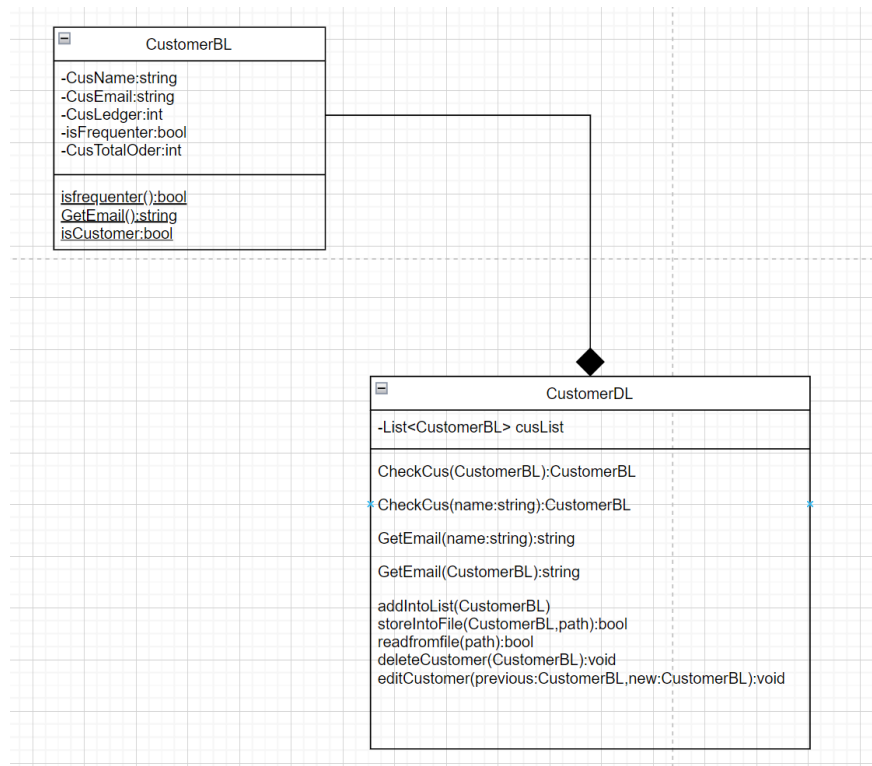 CustomerBL
-CusName:string
-CusEmail:string
-CusLedger:int
-isFrequenter:bool
-CusTotalOder:int
isfrequenter():bool
GetEmail():string
isCustomer:bool
CustomerDL
-List<CustomerBL> cusList
CheckCus(CustomerBL):CustomerBL
CheckCus(name:string):CustomerBL
GetEmail(name:string):string
GetEmail(CustomerBL):string
addIntoList(CustomerBL)
storeIntoFile(CustomerBL,path):bool
readfromfile(path):bool
deleteCustomer(CustomerBL):void
editCustomer(previous:CustomerBL,new:CustomerBL):void